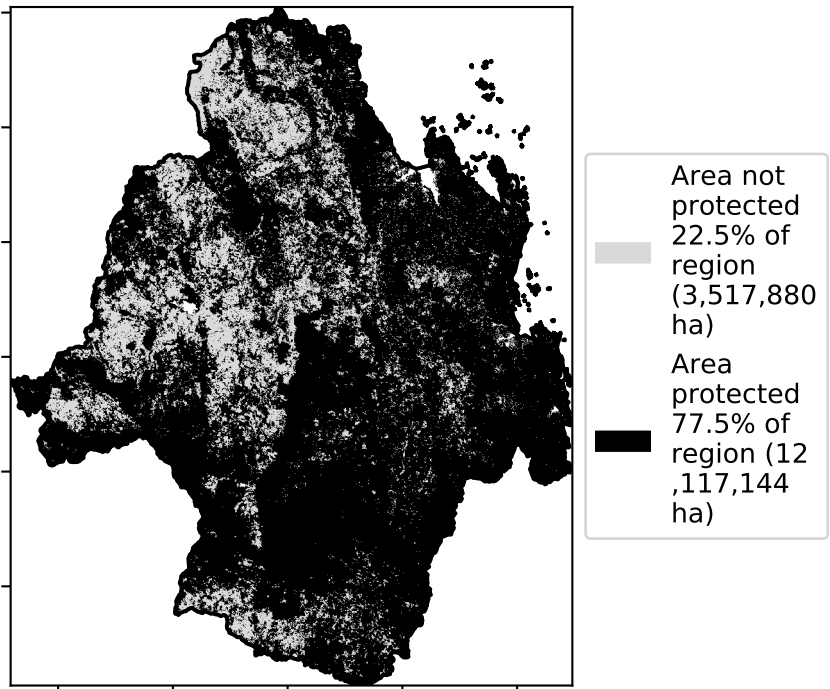 Area not
protected
22.5% of
region
(3,517,880
ha)
Area
protected
77.5% of
region (12
,117,144
ha)